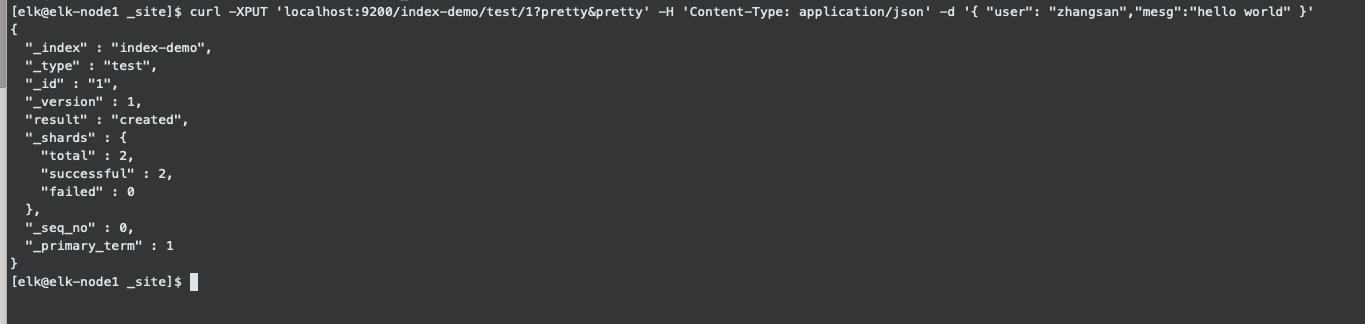 [elk@elk-node1 _site]$ curl -XPUT 'localhost:9200/index-demo/test/1?pretty&pretty' -H 'Content-Type: application/json' -d '{ "user": "zhangsan","mesg":"hello world" }'
{
  "_index" : "index-demo",
  "_type" : "test",
  "_id" : "1",
  "_version" : 1,
  "result" : "created",
  "_shards" : {
    "total" : 2,
    "successful" : 2,
    "failed" : 0
  },
  "_seq_no" : 0,
  "_primary_term" : 1
}
[elk@elk-node1 _site]$